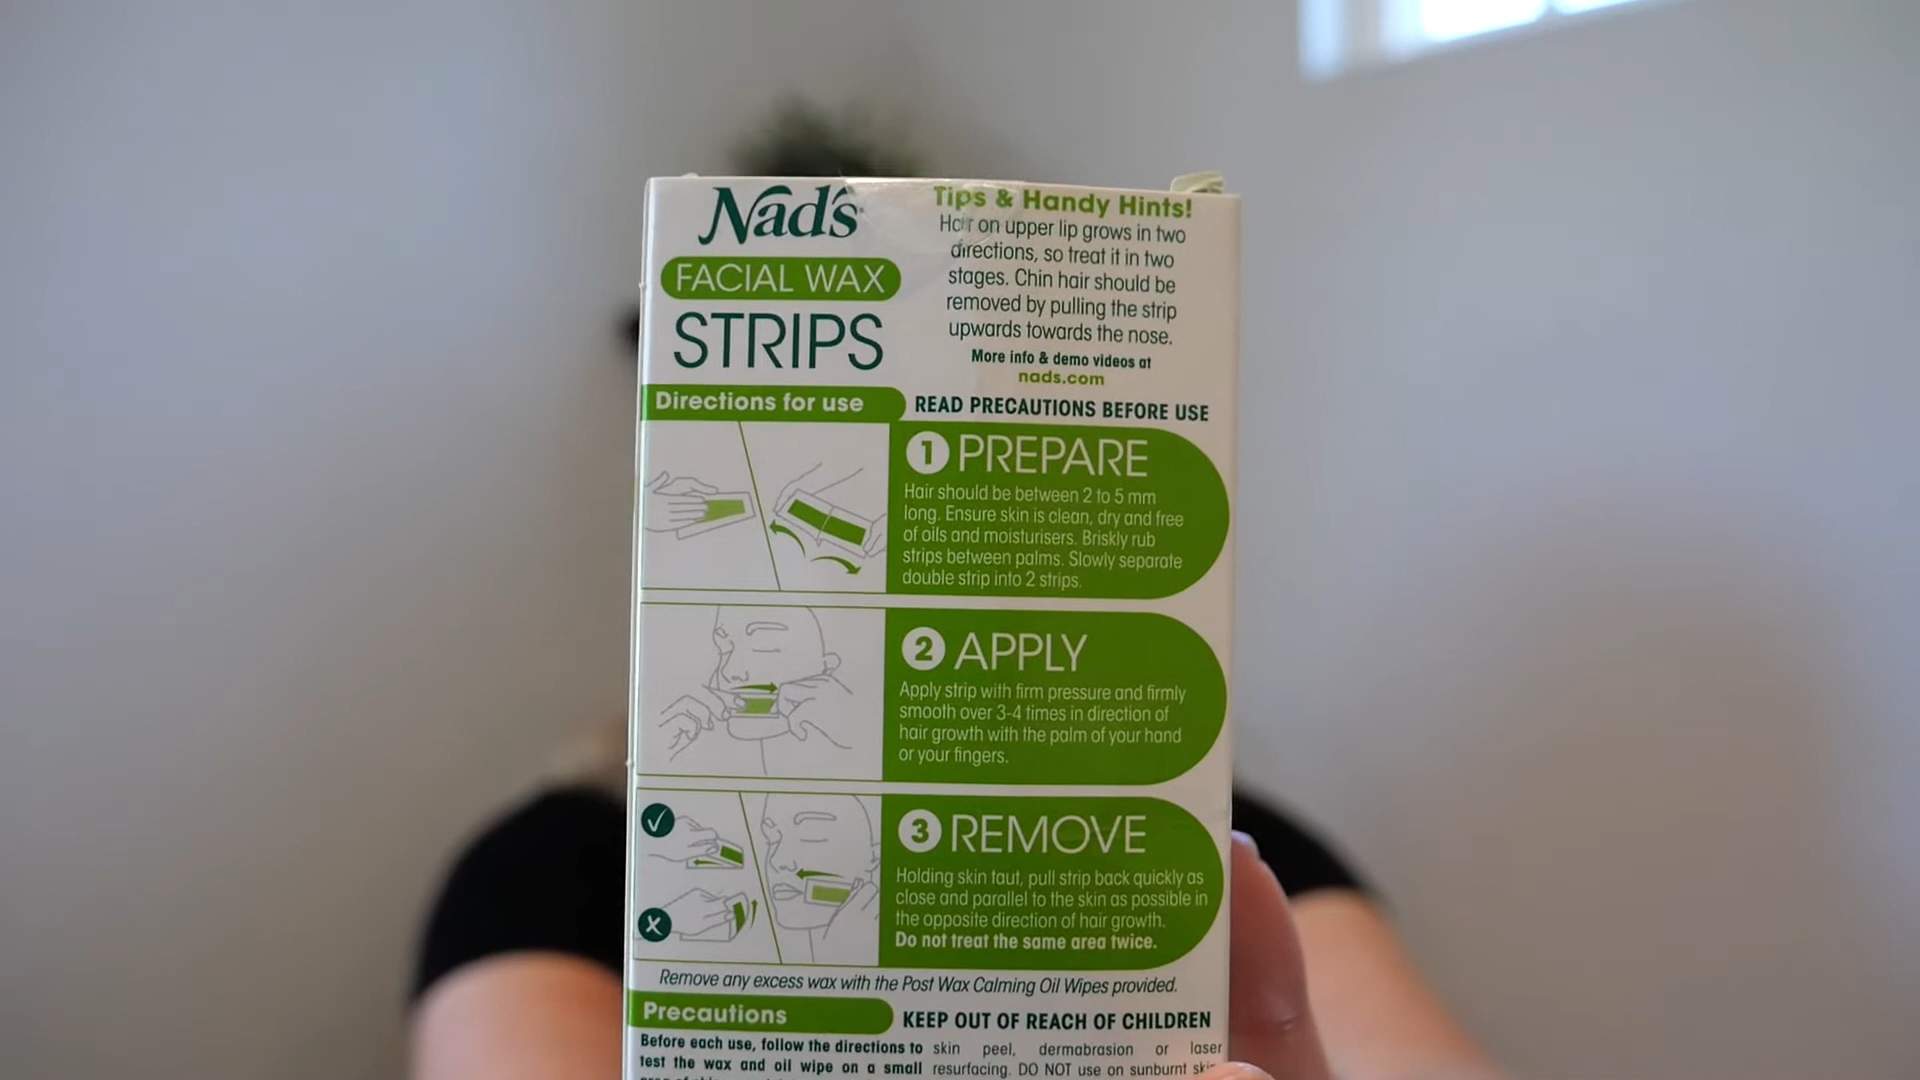 Nad's
FACIAL WAX
STRIPS
Tips & Handy Hints!
Hair on upper lip grows in two
directions, so treat it in two
stages. Chin hair should be
removed by pulling the strip
upwards towards the nose.
More info & demo videos at
nads.com
Directions for use
READ PRECAUTIONS BEFORE USE
1 PREPARE
Hair should be between 2 to 5 mm
long. Ensure skin is clean, dry and free
of oils and moisturisers. Briskly rub
strips between palms. Slowly separate
double strip into 2 strips.
2 APPLY
Apply strip with firm pressure and firmly
smooth over 3-4 times in direction of
hair growth with the palm of your hand
or your fingers.
3 REMOVE
Holding skin taut, pull strip back quickly as
close and parallel to the skin as possible in
the opposite direction of hair growth.
Do not treat the same area twice.
Remove any excess wax with the Post Wax Calming Oil Wipes provided.
Precautions
KEEP OUT OF REACH OF CHILDREN
Before each use, follow the directions to
test the wax and oil wipe on a small
skin peel, dermabrasion or laser
resurfacing. DO NOT use on sunburnt